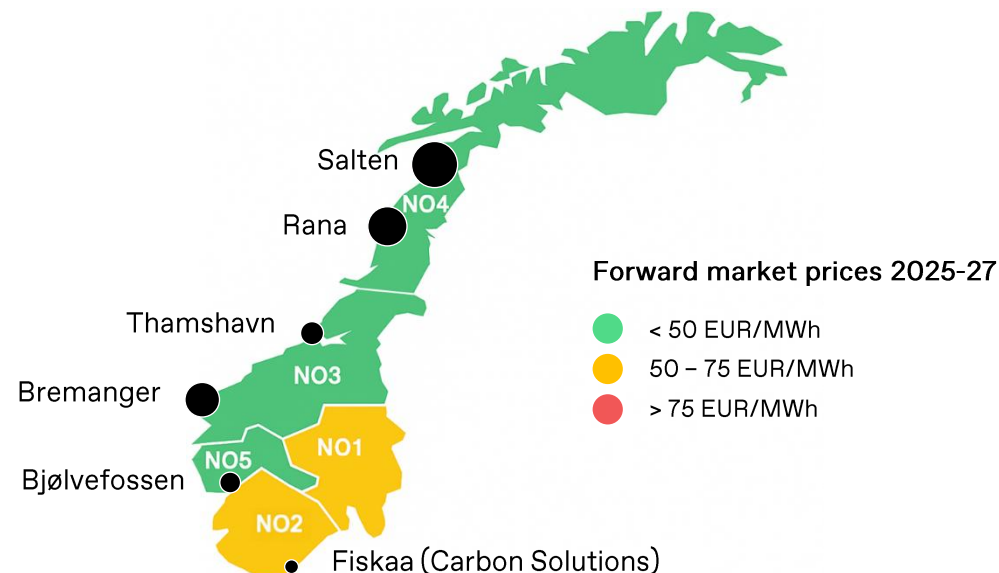 Salten
NO4
Rana
Forward market prices 2025-27
Thamshavn
< 50 EUR/MWh
50 – 75 EUR/MWh
> 75 EUR/MWh
NO3
Bremanger
NO1
NO5
Bjølvefossen
NO2
Fiskaa (Carbon Solutions)